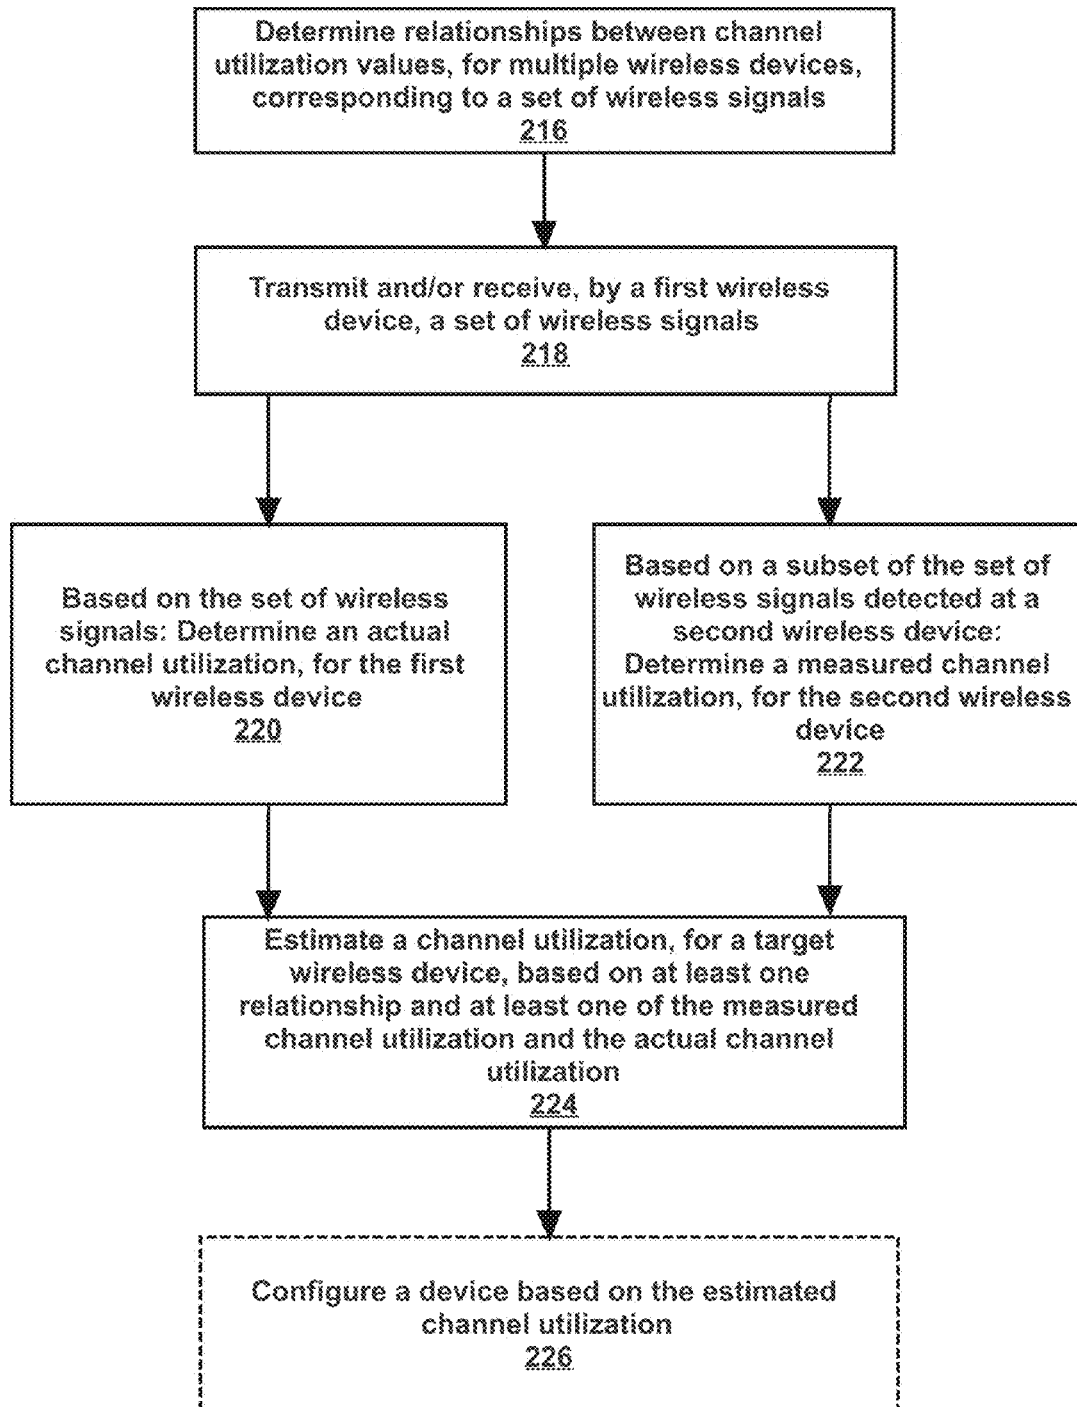 Determine relationships between channel
utilization values, for multiple wireless devices,
corresponding to a set of wireless signals
216
Transmit and/or receive, by a first wireless
device, a set of wireless signals
218
Based on the set of wireless
signals: Determine an actual
channel utilization, for the first
wireless device
220
Based on a subset of the set of
wireless signals detected at a
second wireless device:
Determine a measured channel
utilization, for the second wireless
device
222
Estimate a channel utilization, for a target
wireless device, based on at least one
relationship and at least one of the measured
channel utilization and the actual channel
utilization
224
Configure a device based on the estimated
channel utilization
226